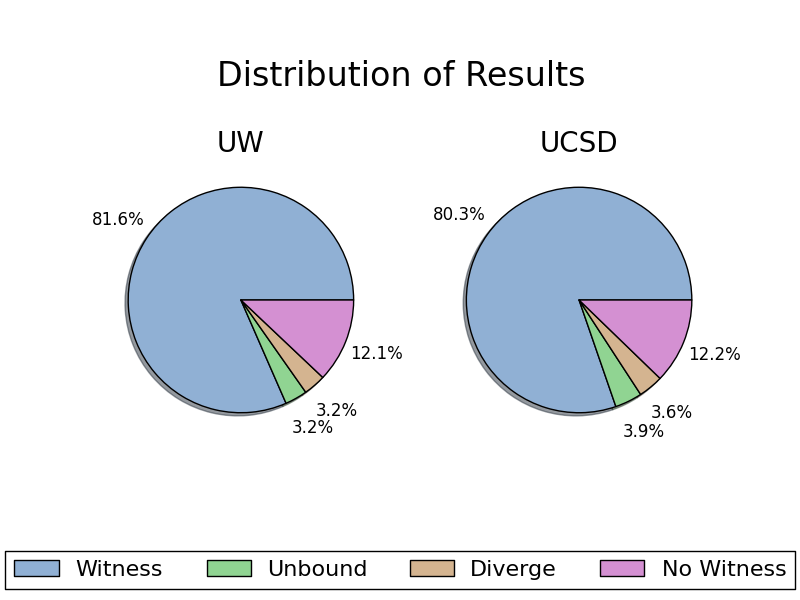 Distribution of Results
UW
UCSD
81.6%
12.1%
3.2%
3.2%
80.3%
12.2%
3.6%
3.9%
Witness
Unbound
Diverge
No Witness